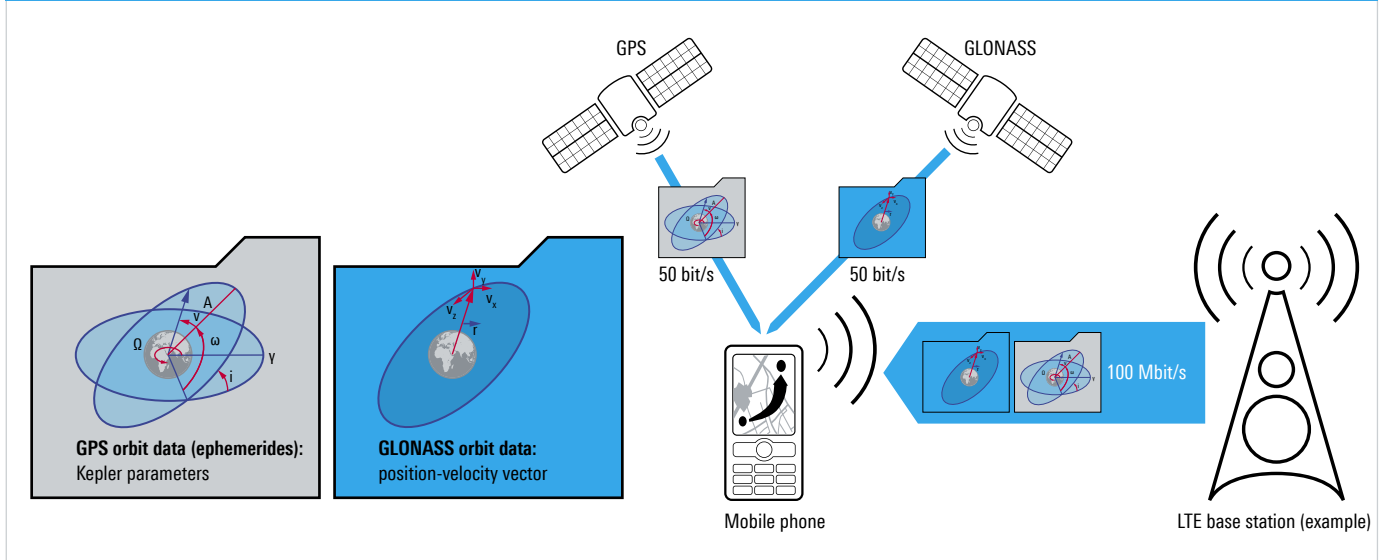 GPS
GLONASS
50 bit/s
50 bit/s
A
v
Ω
ω
γ
i
GPS orbit data (ephemerides):
Kepler parameters
v_y
v_x
v_z
r
GLONASS orbit data:
position-velocity vector
100 Mbit/s
Mobile phone
LTE base station (example)